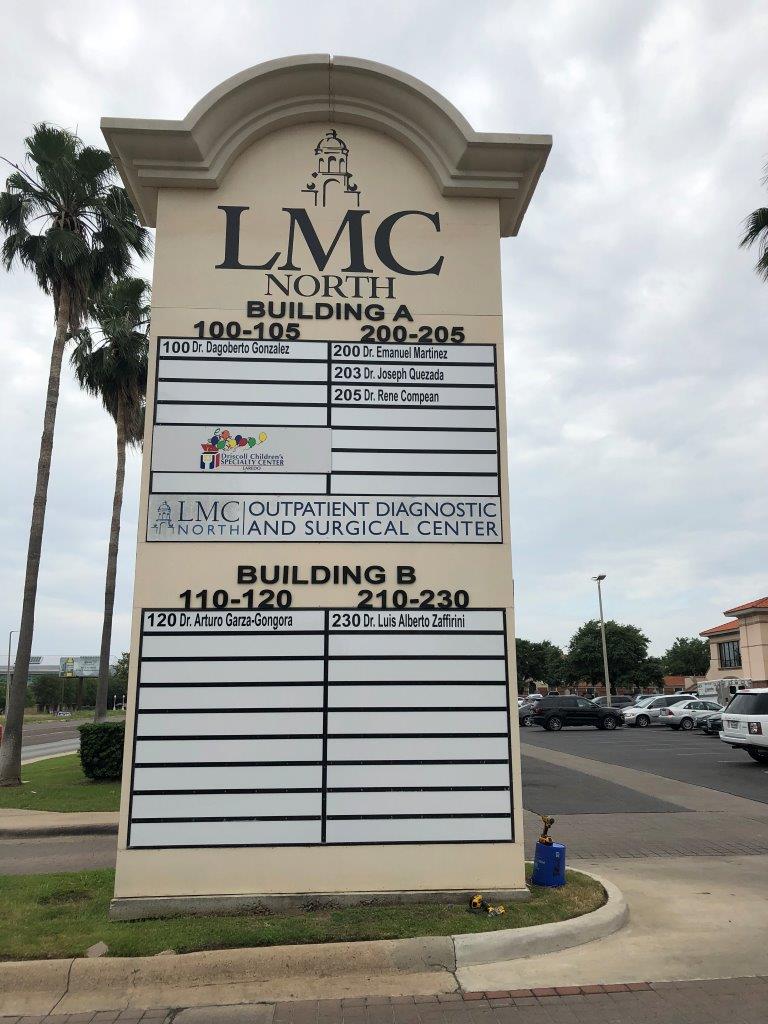 LMC
NORTH
BUILDING A
100-105 200-205
100 Dr. Dagoberto Gonzalez
200 Dr. Emanuel Martinez
203 Dr. Joseph Quezada
205 Dr. Rene Compean
Driscoll Children's
SPECIALTY CENTER
LAREDO
LMC
NORTH
OUTPATIENT DIAGNOSTIC
AND SURGICAL CENTER
BUILDING B
110-120 210-230
120 Dr. Arturo Garza-Gongora
230 Dr. Luis Alberto Zaffirini